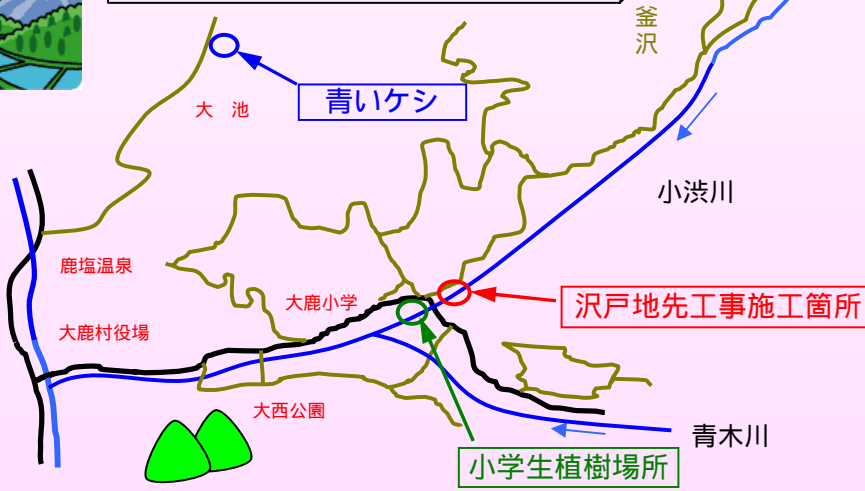 釜沢
青いケシ
大　池
小渋川
鹿塩温泉
大鹿小学
沢戸地先工事施工箇所
大鹿村役場
大西公園
青木川
小学生植樹場所